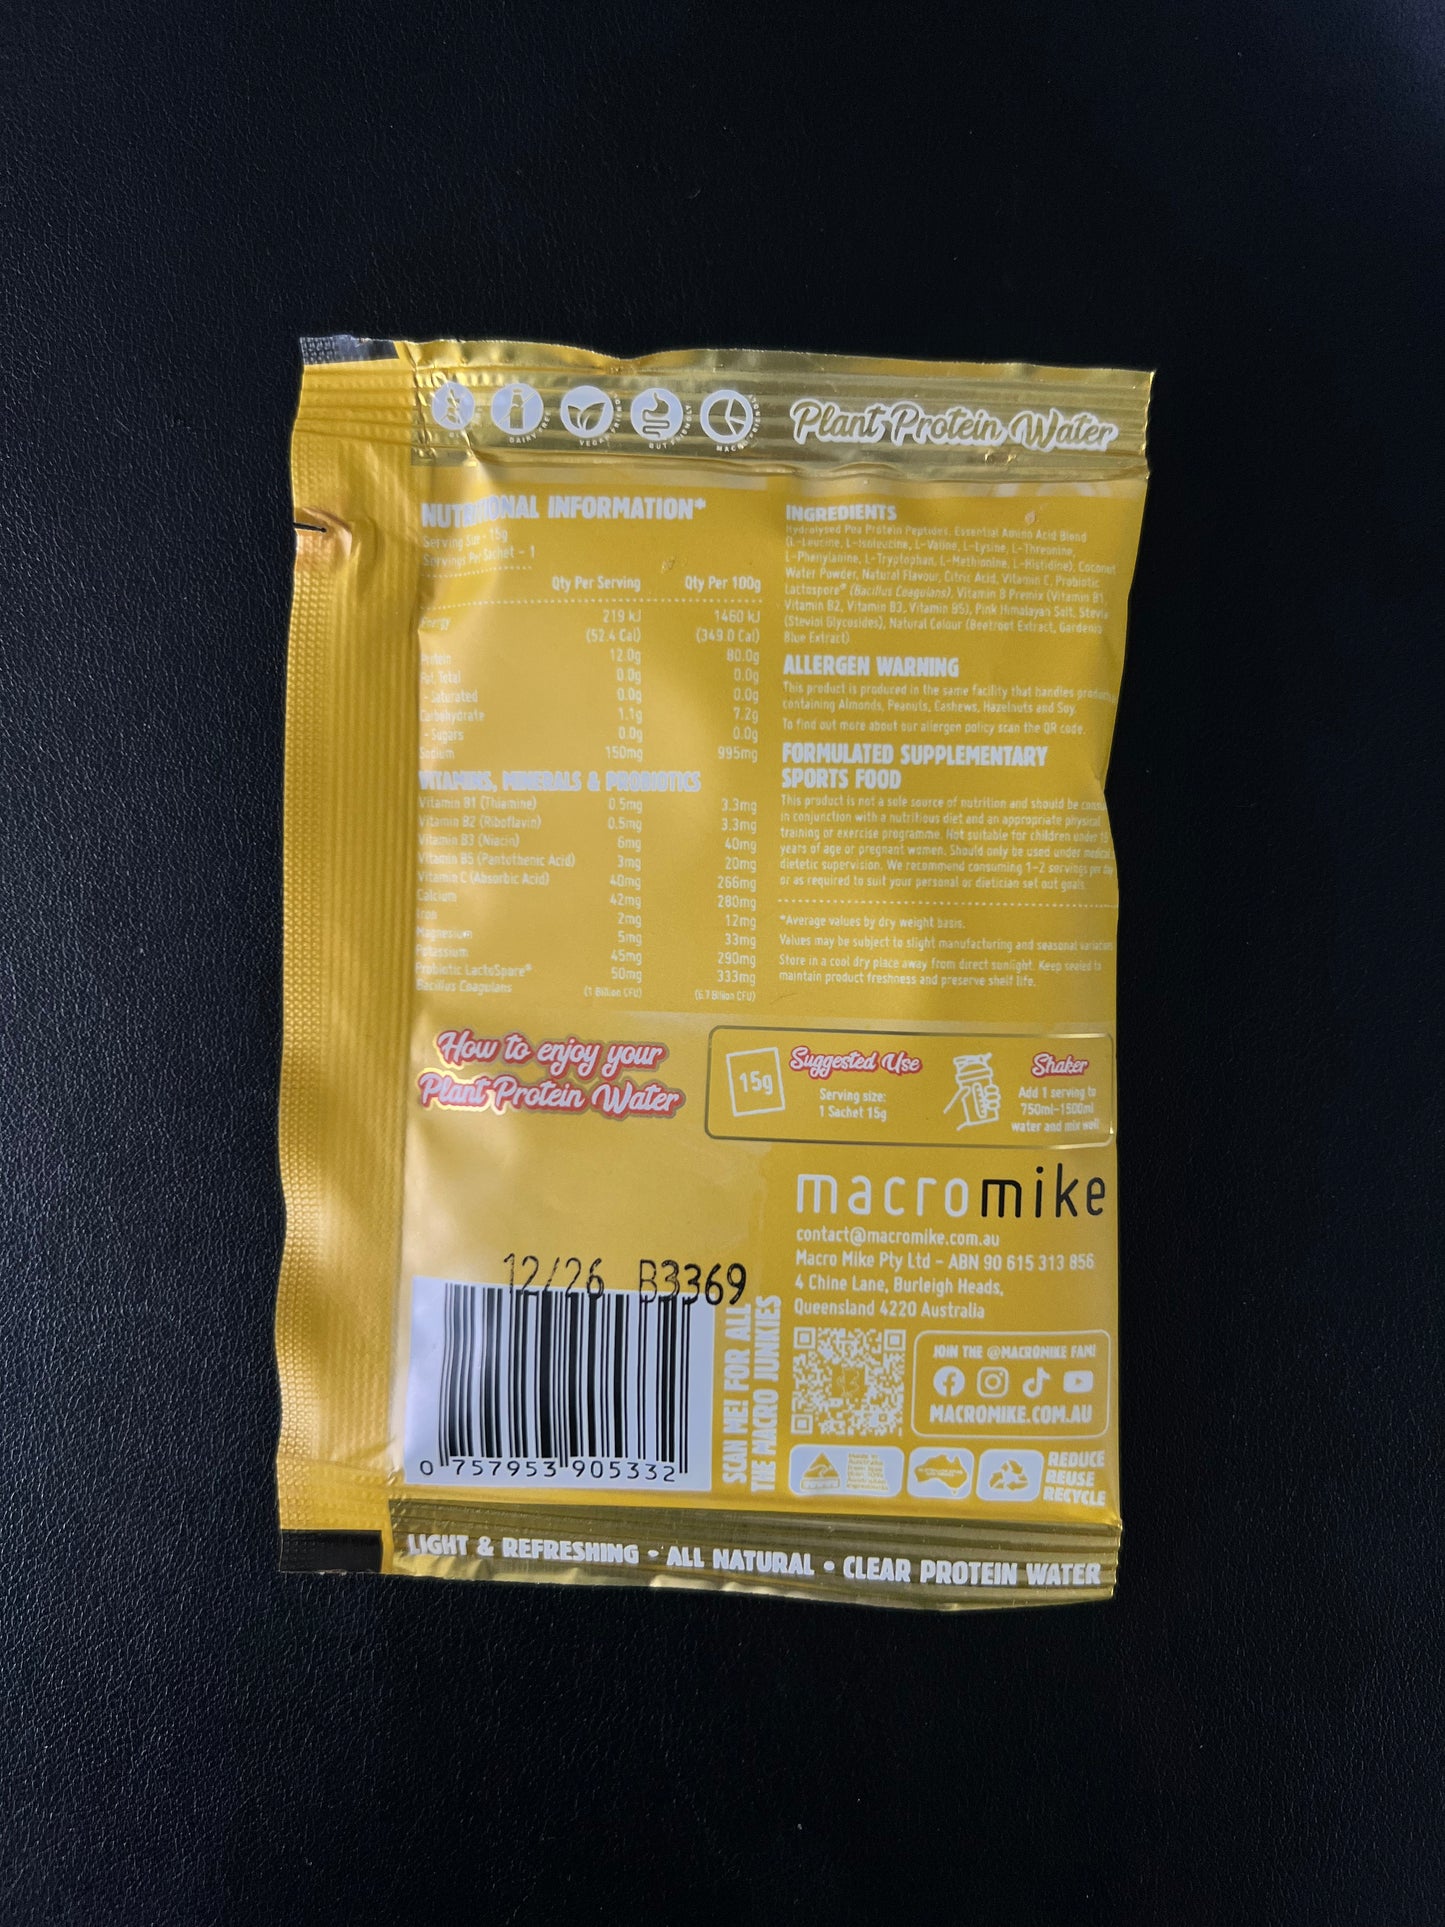 DAIRY FREE
VEGAN FRIENDLY
GUT FRIENDLY
MACRO FRIENDLY
Plant Protein Water
NUTRITIONAL INFORMATION*
Serving Size - 15g
Servings Per Sachet - 1
Qty Per Serving Qty Per 100g
Energy 219 kJ 1460 kJ
(52.4 Cal) (349.0 Cal)
Protein 12.0g 80.0g
Fat, Total 0.0g 0.0g
- Saturated 0.0g 0.0g
Carbohydrate 1.1g 7.2g
- Sugars 0.0g 0.0g
Sodium 150mg 995mg
VITAMINS, MINERALS & PROBIOTICS
Vitamin B1 (Thiamine) 0.5mg 3.3mg
Vitamin B2 (Riboflavin) 0.5mg 3.3mg
Vitamin B3 (Niacin) 6mg 40mg
Vitamin B5 (Pantothenic Acid) 3mg 20mg
Vitamin C (Absorbic Acid) 40mg 266mg
Calcium 42mg 280mg
Iron 2mg 12mg
Magnesium 5mg 33mg
Potassium 45mg 290mg
Probiotic LactoSpore® 50mg 333mg
Bacillus Coagulans (1 Billion CFU) (6.7 Billion CFU)
INGREDIENTS
Hydrolysed Pea Protein Peptides, Essential Amino Acid Blend
(L-Leucine, L-Isoleucine, L-Valine, L-Lysine, L-Threonine,
L-Phenylanine, L-Tryptophan, L-Methionine, L-Histidine), Coconut
Water Powder, Natural Flavour, Citric Acid, Vitamin C, Probiotic
Lactospore® (Bacillus Coagulans), Vitamin B Premix (Vitamin B1,
Vitamin B2, Vitamin B3, Vitamin B5), Pink Himalayan Salt, Stevia
(Steviol Glycosides), Natural Colour (Beetroot Extract, Gardenia
Blue Extract)
ALLERGEN WARNING
This product is produced in the same facility that handles products
containing Almonds, Peanuts, Cashews, Hazelnuts and Soy.
To find out more about our allergen policy scan the QR code.
FORMULATED SUPPLEMENTARY
SPORTS FOOD
This product is not a sole source of nutrition and should be consu
in conjunction with a nutritious diet and an appropriate physical
training or exercise programme. Not suitable for children under 15
years of age or pregnant women. Should only be used under medical
dietetic supervision. We recommend consuming 1-2 servings per day
or as required to suit your personal or dietician set out goals.
*Average values by dry weight basis.
Values may be subject to slight manufacturing and seasonal variation
Store in a cool dry place away from direct sunlight. Keep sealed to
maintain product freshness and preserve shelf life.
How to enjoy your
Plant Protein Water
15g
Suggested Use
Serving size:
1 Sachet 15g
Shaker
Add 1 serving to
750ml-1500ml
water and mix well
macromike
contact@macromike.com.au
Macro Mike Pty Ltd - ABN 90 615 313 856
4 Chine Lane, Burleigh Heads,
Queensland 4220 Australia
12/26 B3369
0 757953 905332
SCAN ME! FOR ALL
THE MACRO JUNKIES
JOIN THE @MACROMIKE FAM!
MACROMIKE.COM.AU
REDUCE
REUSE
RECYCLE
LIGHT & REFRESHING • ALL NATURAL • CLEAR PROTEIN WATER